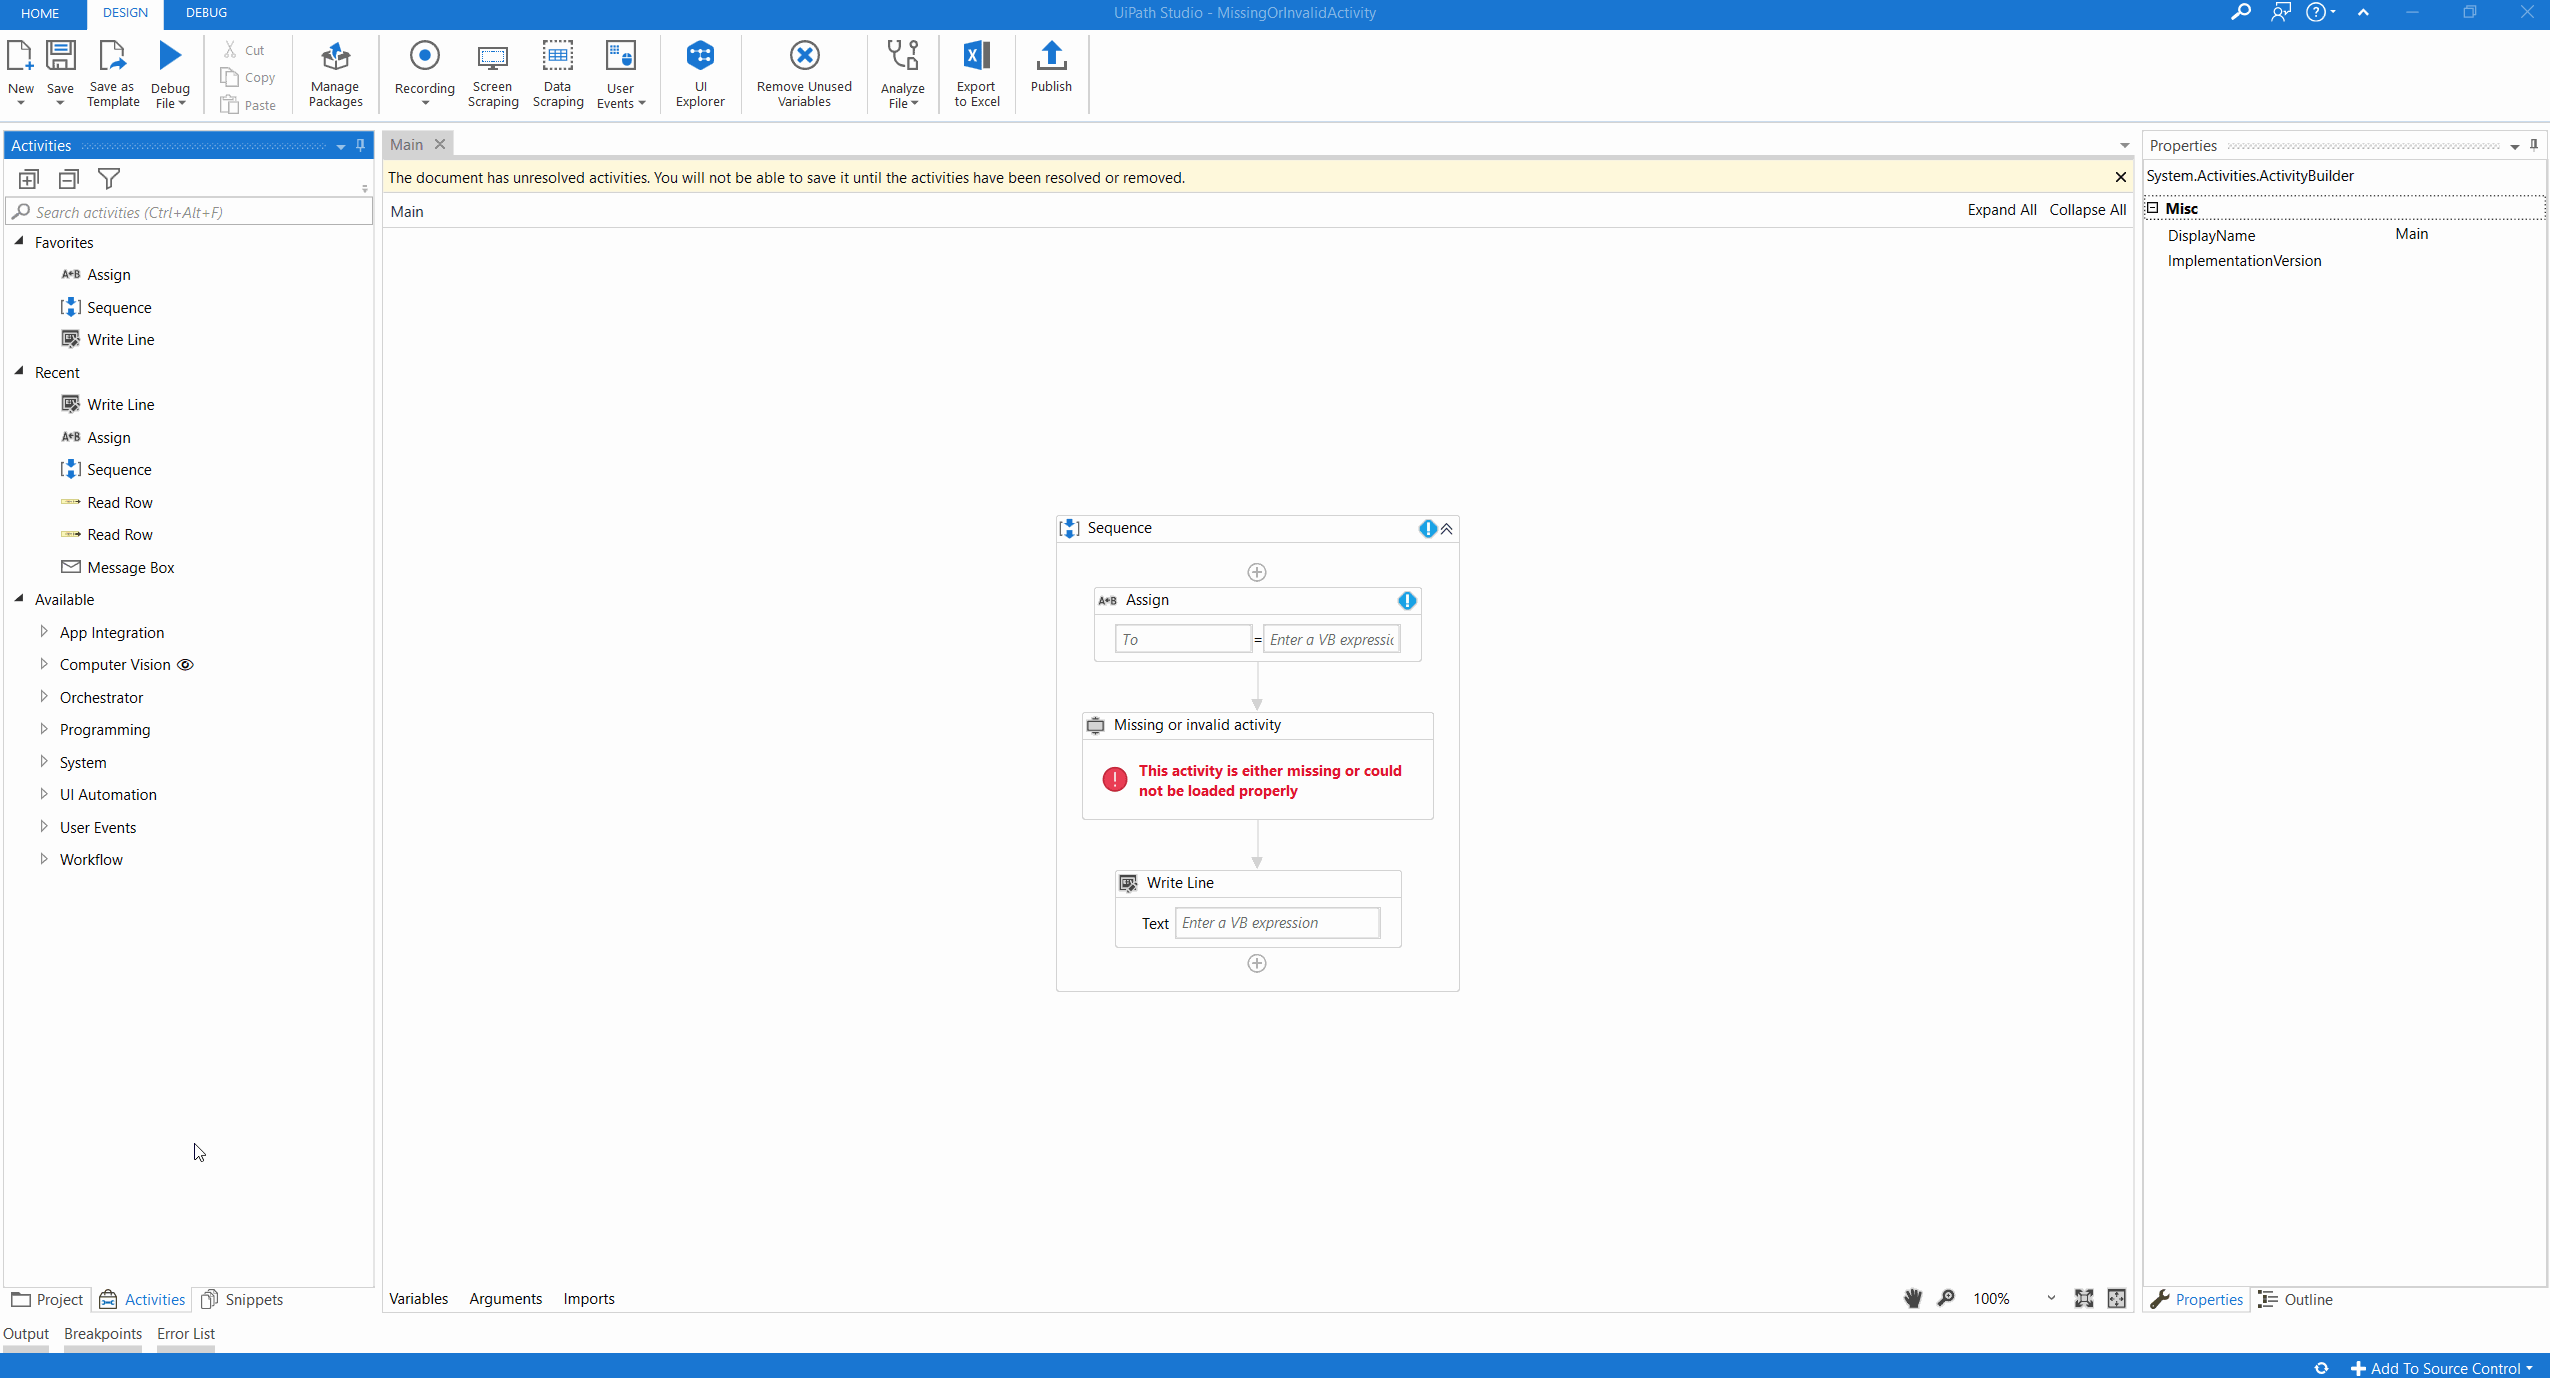 HOME DESIGN DEBUG UiPath Studio - MissingOrInvalidActivity
New
Save
Save as
Template
Debug
File
Cut
Copy
Paste
Manage
Packages
Recording
Screen
Scraping
Data
Scraping
User
Events
UI
Explorer
Remove Unused
Variables
Analyze
File
Export
to Excel
Publish
Activities
Search activities (Ctrl+Alt+F)
Favorites
Assign
Sequence
Write Line
Recent
Write Line
Assign
Sequence
Read Row
Read Row
Message Box
Available
App Integration
Computer Vision
Orchestrator
Programming
System
UI Automation
User Events
Workflow
Project Activities Snippets
Main
The document has unresolved activities. You will not be able to save it until the activities have been resolved or removed.
Main Expand All Collapse All
Sequence
A+B Assign
To = Enter a VB expressic
Missing or invalid activity
This activity is either missing or could
not be loaded properly
Write Line
Text Enter a VB expression
Variables Arguments Imports 100%
Properties
System.Activities.ActivityBuilder
Misc
DisplayName Main
ImplementationVersion
Properties Outline
Output Breakpoints Error List
Add To Source Control